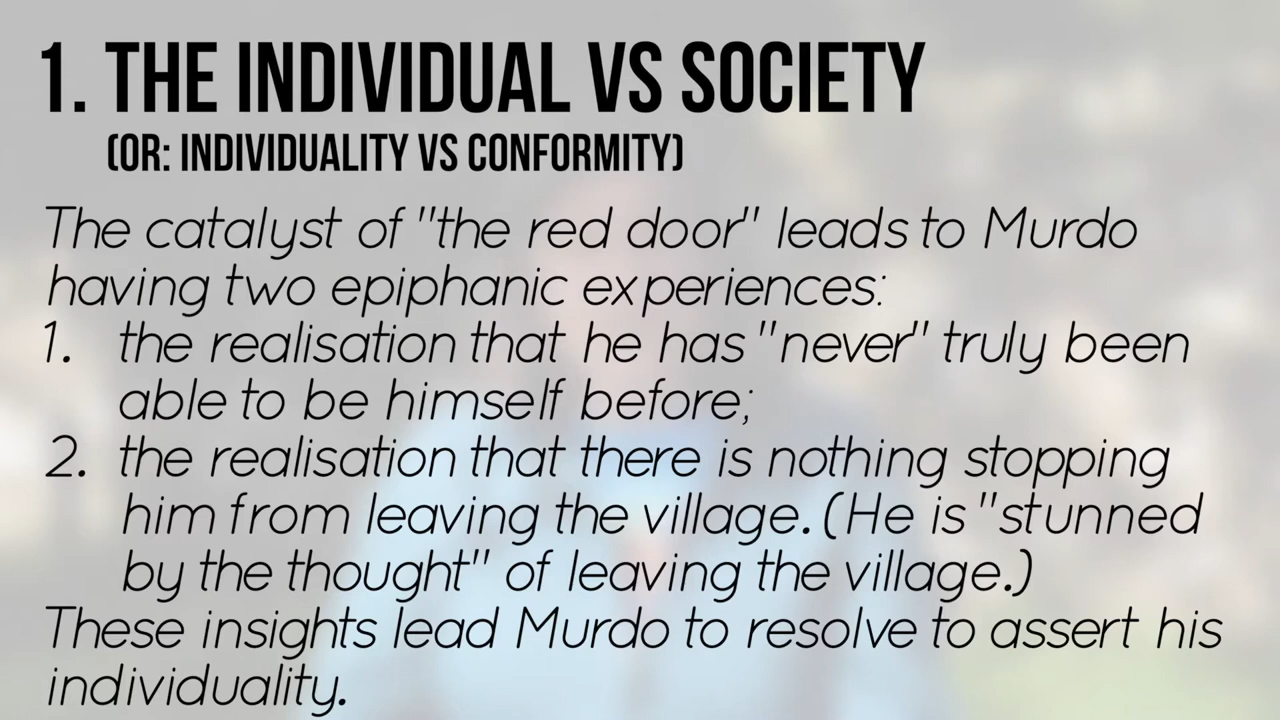 1. THE INDIVIDUAL VS SOCIETY
(OR: INDIVIDUALITY VS CONFORMITY)
The catalyst of "the red door" leads to Murdo
having two epiphanic experiences:
1. the realisation that he has "never" truly been
able to be himself before;
2. the realisation that there is nothing stopping
him from leaving the village. (He is "stunned
by the thought" of leaving the village.)
These insights lead Murdo to resolve to assert his
individuality.